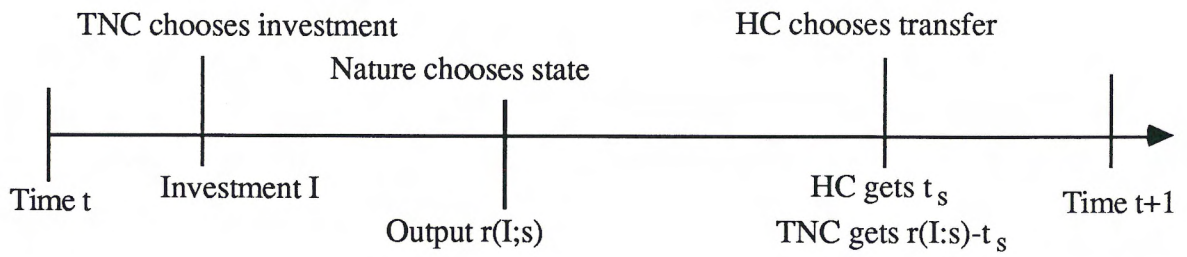 TNC chooses investment
HC chooses transfer
Nature chooses state
Time t
Investment I
HC gets t s
Time t+1
Output r(I;s)
TNC gets r(I:s)-t s